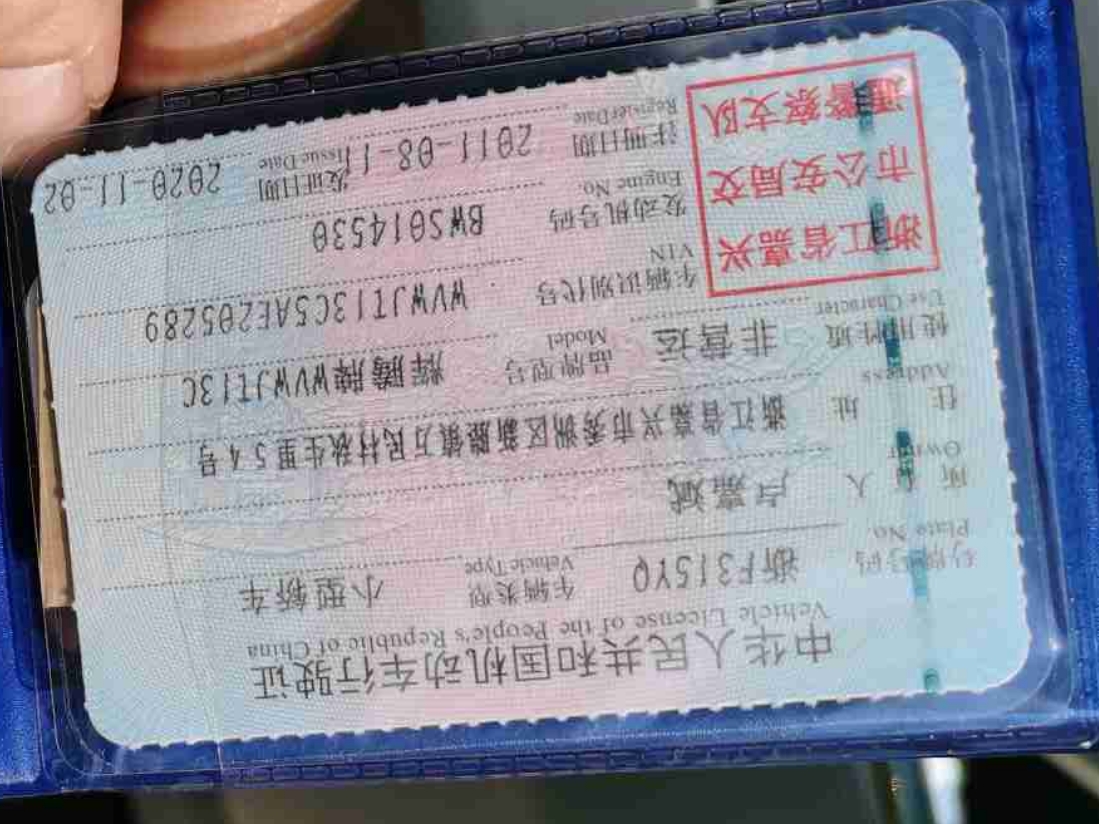 中华人民共和国机动车行驶证
Vehicle License of the People's Republic of China
号牌号码 浙F315YQ 车辆类型 小型轿车
Plate No. Vehicle Type
所有人 卢嘉斌
Owner
住址 浙江省嘉兴市秀洲区新塍镇万民村秋生里54号
Address
使用性质 非营运 品牌型号 辉腾牌WVWJT13C
Use Character Model
车辆识别代号 WVWJT13C5AE205289
VIN
发动机号码 BWS014530
Engine No.
注册日期 2011-08-11 发证日期 2020-11-02
Register Date Issue Date
浙江省嘉兴
市公安局交
通警察支队